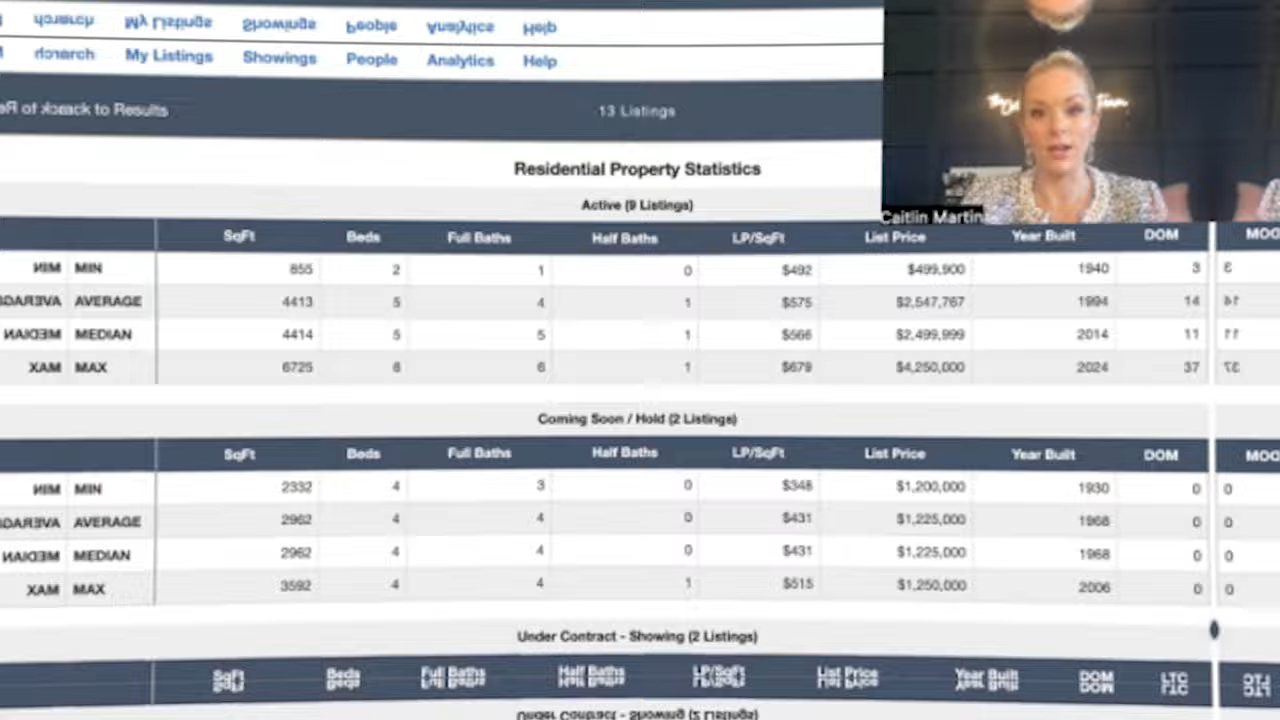 My Listings Showings People Analytics Help
My Listings Showings People Analytics Help
to Results 13 Listings
Residential Property Statistics
Active (9 Listings)
Caitlin Martin
SqFt Beds Full Baths Half Baths LP/SqFt List Price Year Built DOM
MIN 855 2 1 0 $492 $499,900 1940 3
AVERAGE 4413 5 4 1 $575 $2,547,767 1994 14
MEDIAN 4414 5 5 1 $566 $2,499,999 2014 11
MAX 6725 6 6 1 $679 $4,250,000 2024 37
Coming Soon / Hold (2 Listings)
SqFt Beds Full Baths Half Baths LP/SqFt List Price Year Built DOM
MIN 2332 4 3 0 $348 $1,200,000 1930 0
AVERAGE 2962 4 4 0 $431 $1,225,000 1968 0
MEDIAN 2962 4 4 0 $431 $1,225,000 1968 0
MAX 3592 4 4 1 $515 $1,250,000 2006 0
Under Contract - Showing (2 Listings)
SqFt Beds Full Baths Half Baths LP/SqFt List Price Year Built DOM